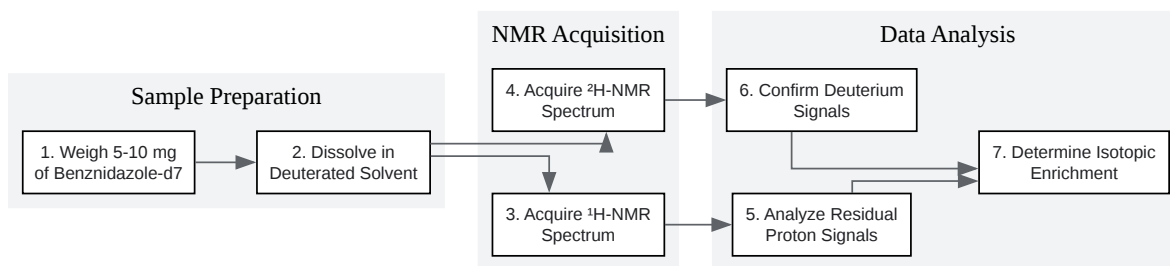 Sample Preparation
1. Weigh 5-10 mg
of Benznidazole-d7
2. Dissolve in
Deuterated Solvent
NMR Acquisition
4. Acquire ²H-NMR
Spectrum
3. Acquire ¹H-NMR
Spectrum
Data Analysis
6. Confirm Deuterium
Signals
5. Analyze Residual
Proton Signals
7. Determine Isotopic
Enrichment